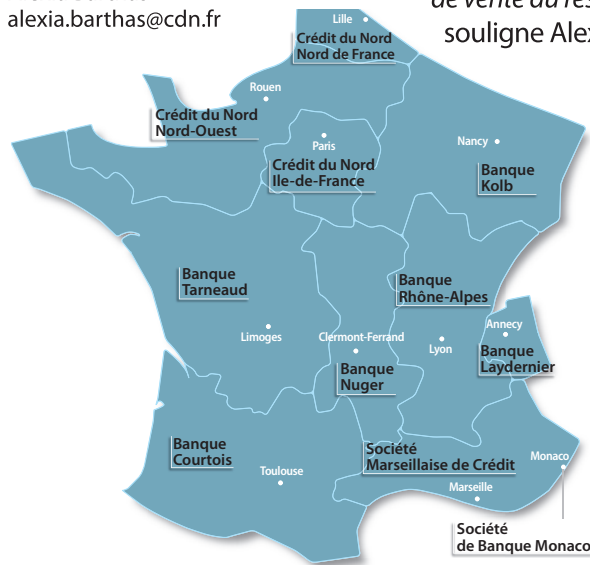 alexia.barthas@cdn.fr
souligne Alex
Lille
Crédit du Nord
Nord de France
Rouen
Crédit du Nord
Nord-Ouest
Paris
Crédit du Nord
Ile-de-France
Nancy
Banque
Kolb
Banque
Tarneaud
Banque
Rhône-Alpes
Limoges
Clermont-Ferrand
Lyon
Annecy
Banque
Laydernier
Banque
Nuger
Banque
Courtois
Toulouse
Société
Marseillaise de Crédit
Monaco
Marseille
Société
de Banque Monaco